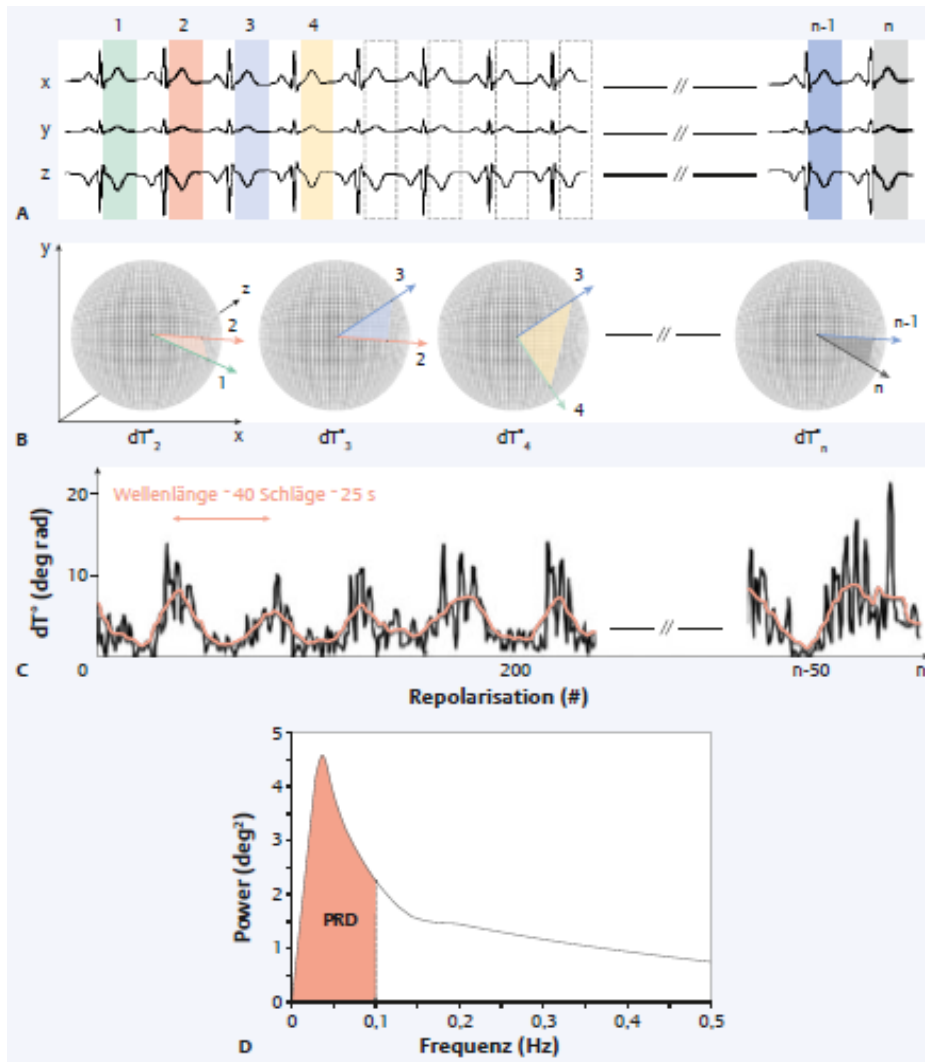 1 2 3 4 n-1 n
x
y
z
A
y
z
2
1
3
2
3
4
n-1
n
x
B dT°2 dT°3 dT°4 dT°n
Wellenlänge ~40 Schläge ~25 s
dT° (deg rad)
20
10
C 0 200 n-50 n
Repolarisation (#)
Power (deg²)
5
4
3
2
1
0
PRD
0 0,1 0,2 0,3 0,4 0,5
D Frequenz (Hz)